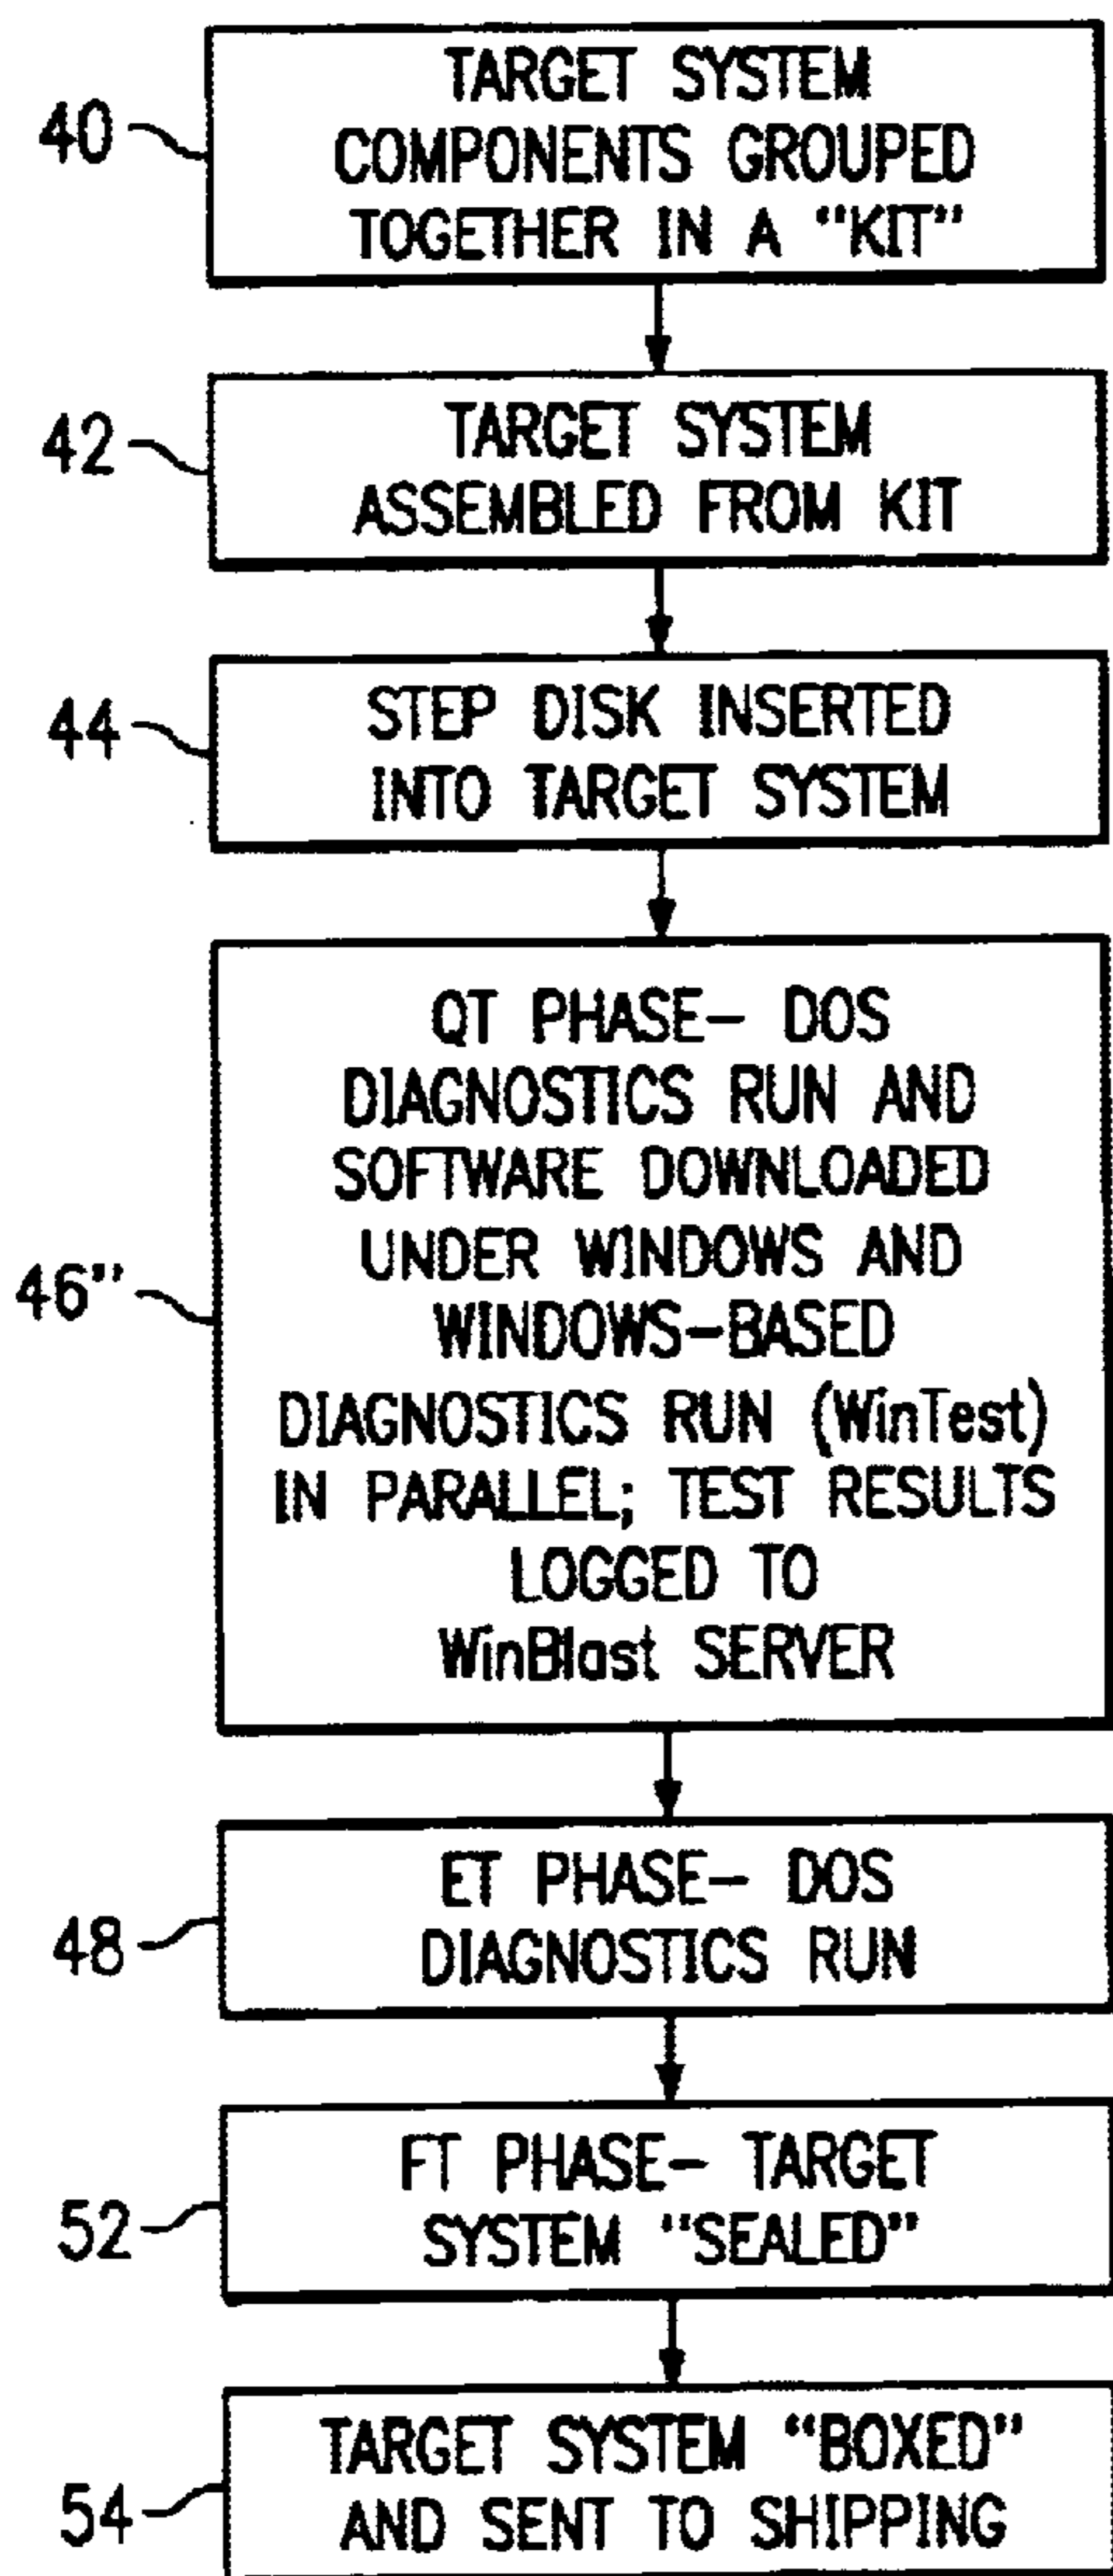 40
TARGET SYSTEM
COMPONENTS GROUPED
TOGETHER IN A "KIT"
42
TARGET SYSTEM
ASSEMBLED FROM KIT
44
STEP DISK INSERTED
INTO TARGET SYSTEM
46"
QT PHASE– DOS
DIAGNOSTICS RUN AND
SOFTWARE DOWNLOADED
UNDER WINDOWS AND
WINDOWS–BASED
DIAGNOSTICS RUN (WinTest)
IN PARALLEL; TEST RESULTS
LOGGED TO
WinBlast SERVER
48
ET PHASE– DOS
DIAGNOSTICS RUN
52
FT PHASE– TARGET
SYSTEM "SEALED"
54
TARGET SYSTEM "BOXED"
AND SENT TO SHIPPING